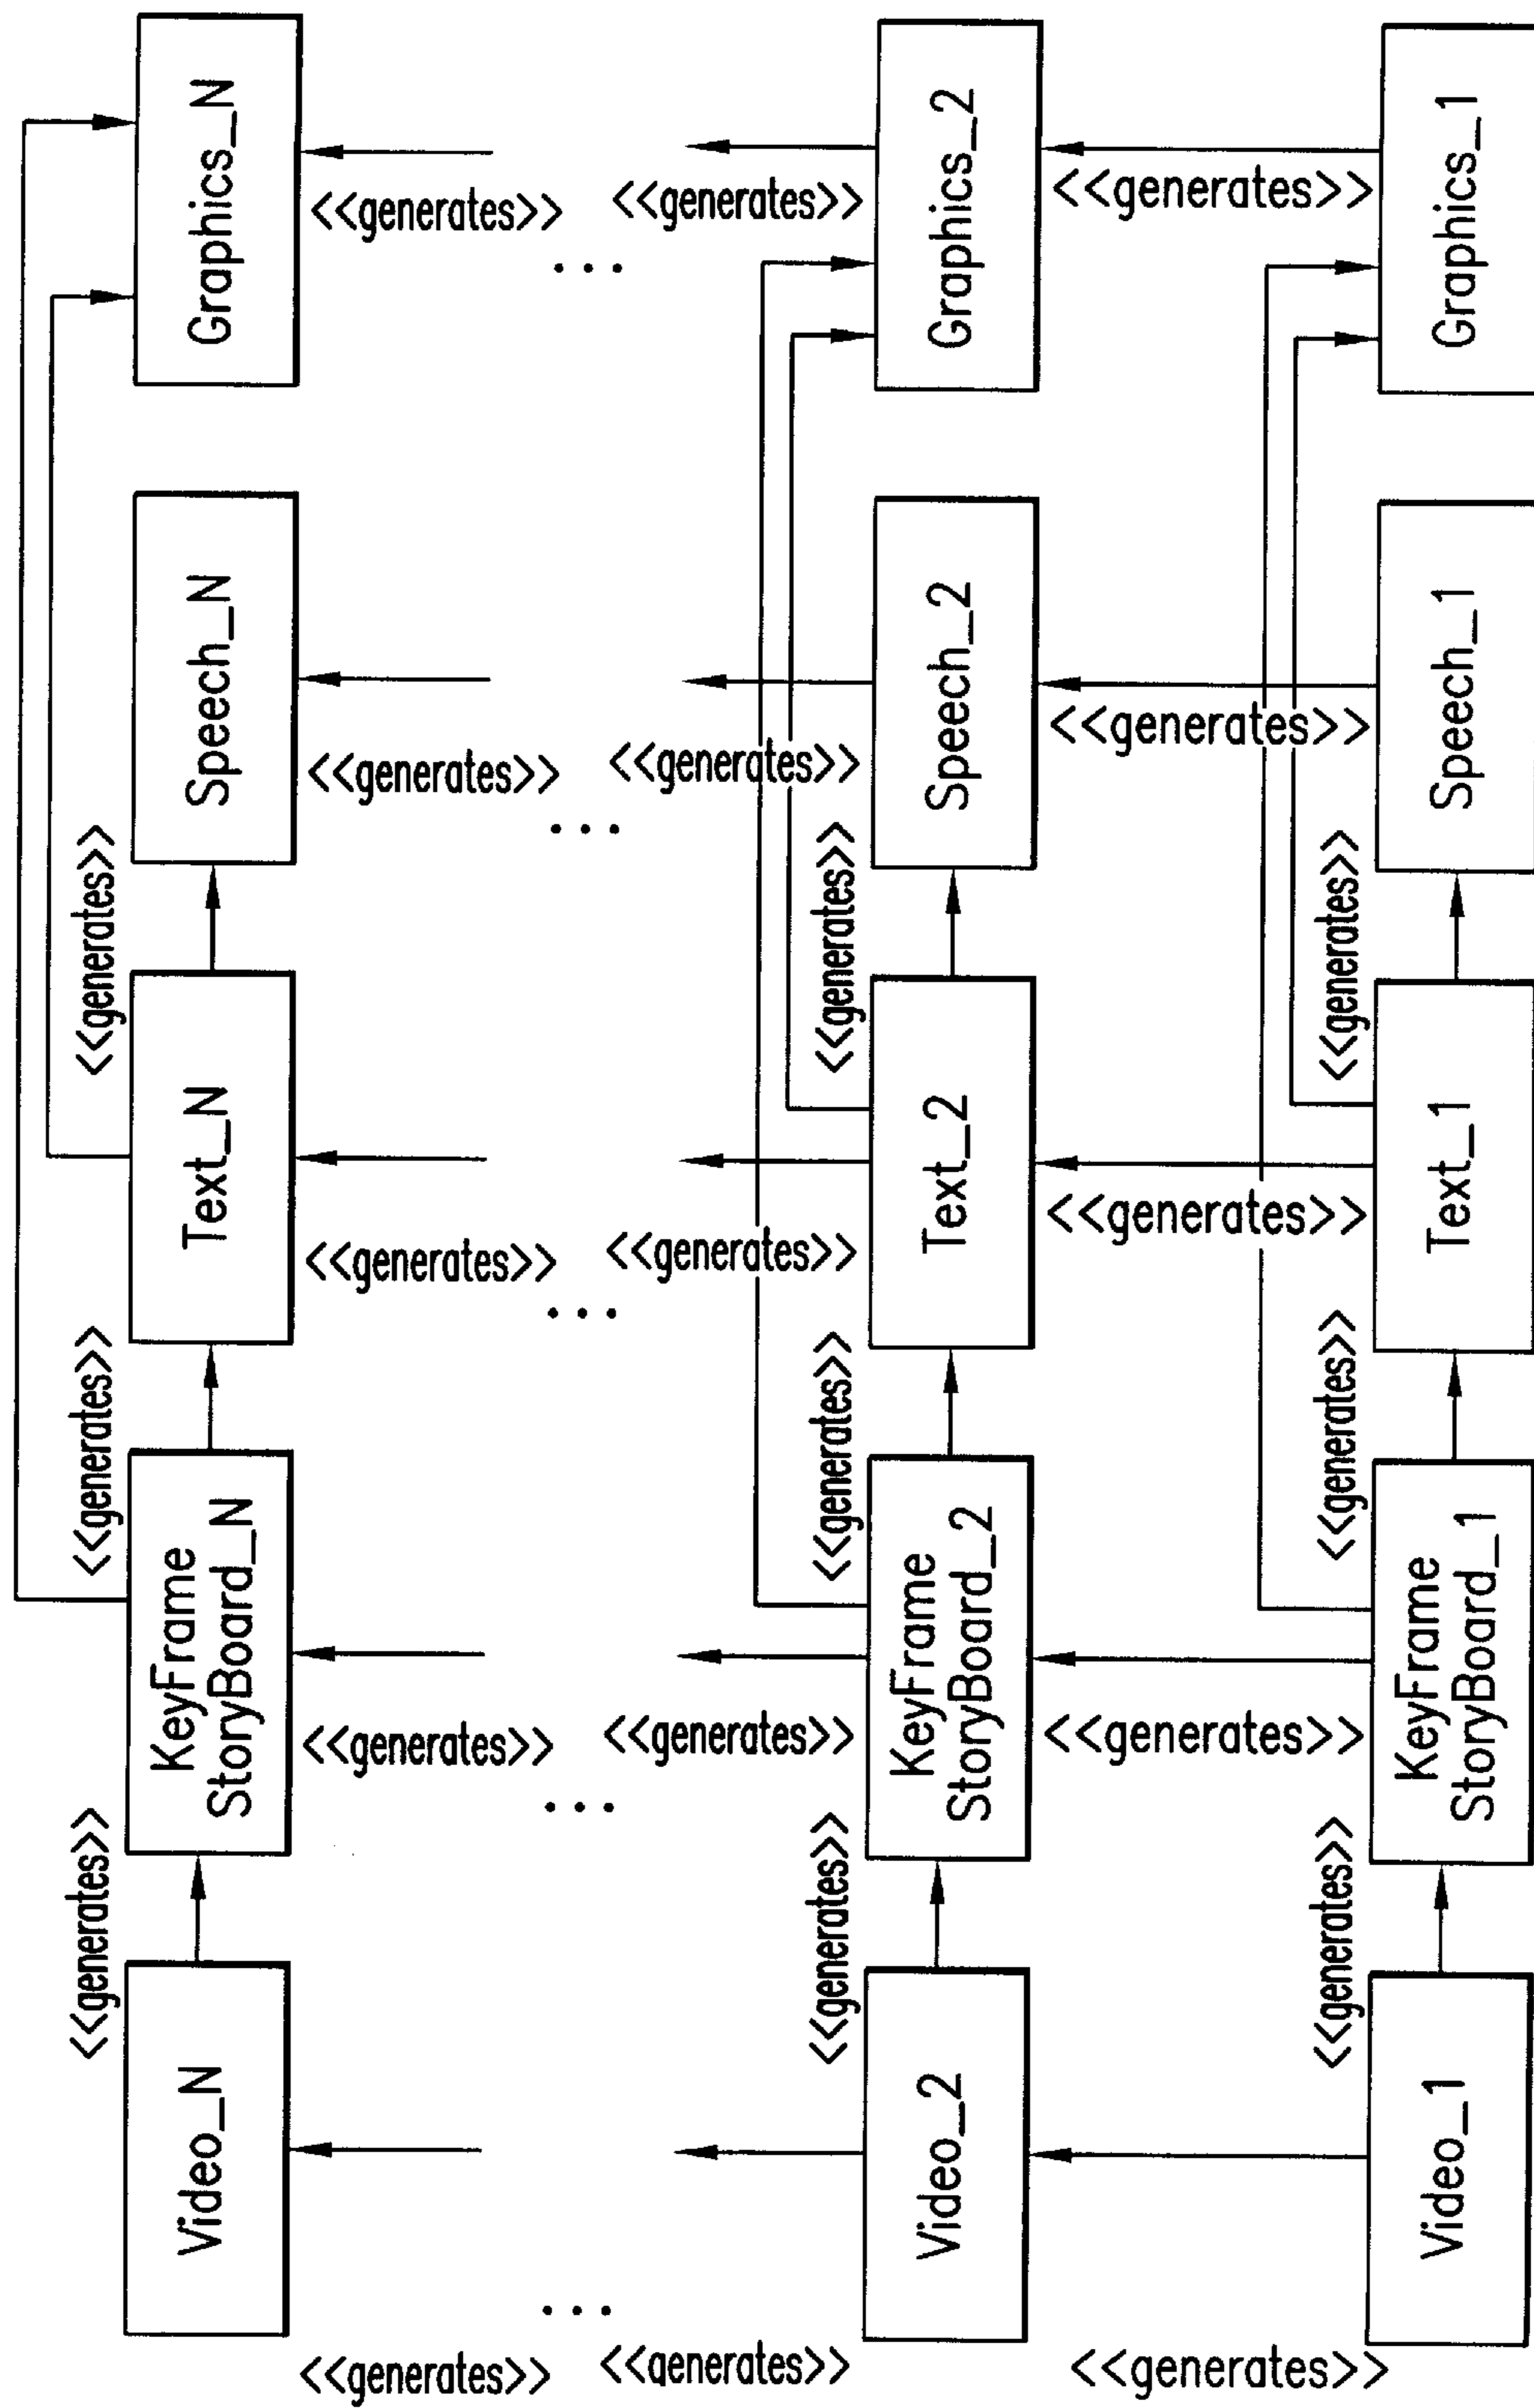 <<generates>>
<<generates>>
<<generates>>
Video_N
KeyFrame
StoryBoard_N
Text_N
Speech_N
Graphics_N
<<generates>>
<<generates>>
<<generates>>
<<generates>>
<<generates>>
...
...
...
...
...
<<generates>>
<<generates>>
<<generates>>
<<generates>>
<<generates>>
<<generates>>
<<generates>>
<<generates>>
Video_2
KeyFrame
StoryBoard_2
Text_2
Speech_2
Graphics_2
<<generates>>
<<generates>>
<<generates>>
<<generates>>
<<generates>>
<<generates>>
<<generates>>
<<generates>>
Video_1
KeyFrame
StoryBoard_1
Text_1
Speech_1
Graphics_1